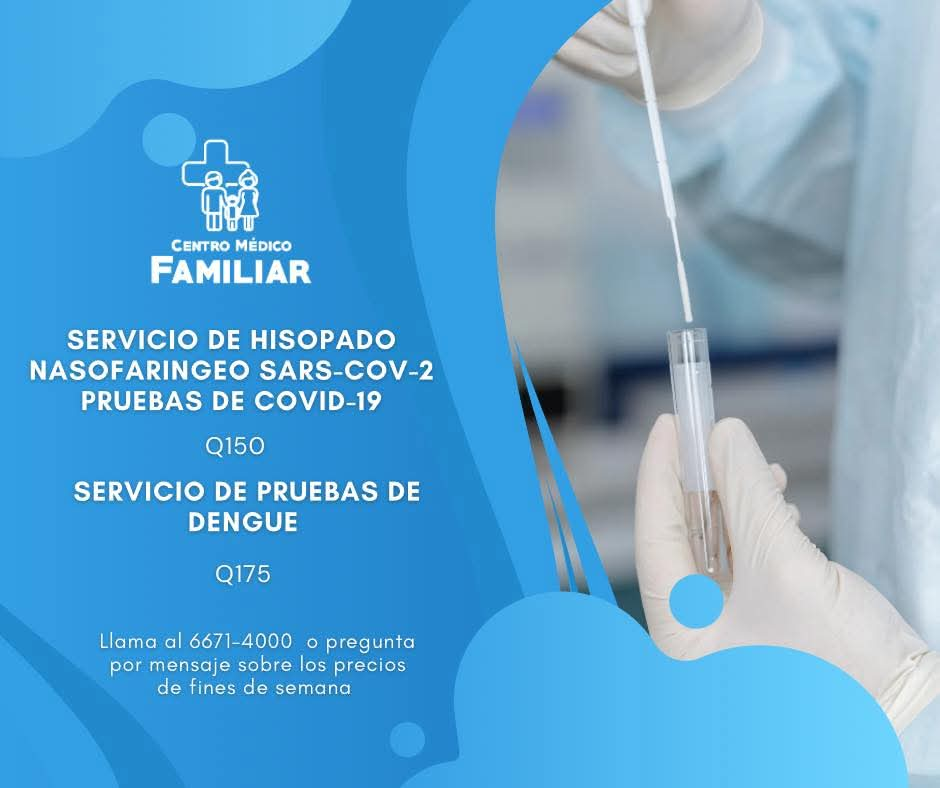 CENTRO MÉDICO
FAMILIAR
SERVICIO DE HISOPADO
NASOFARINGEO SARS-COV-2
PRUEBAS DE COVID-19
Q150
SERVICIO DE PRUEBAS DE
DENGUE
Q175
Llama al 6671-4000 o pregunta
por mensaje sobre los precios
de fines de semana